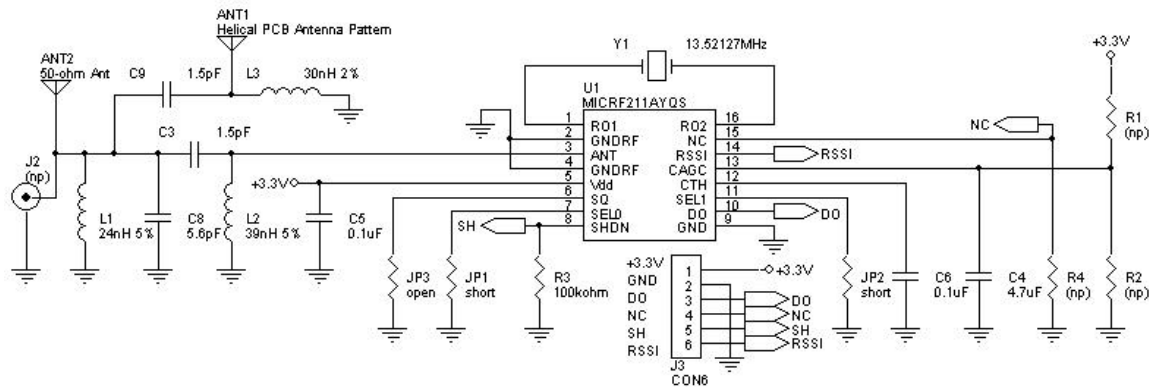 ANT1
Helical PCB Antenna Pattern
ANT2
50-ohm Ant
C9
1.5pF
L3
30nH 2%
Y1
13.52127MHz
+3.3V
U1
MICRF211AYQS
R1
(np)
C3
1.5pF
J2
(np)
1 RO1 RO2 16
2 GNDRF NC 15
3 ANT RSSI 14
4 GNDRF CAGC 13
5 Vdd CTH 12
6 SQ SEL1 11
7 SEL0 DO 10
8 SHDN GND 9
NC
RSSI
DO
+3.3V
SH
L1
24nH 5%
C8
5.6pF
L2
39nH 5%
C5
0.1uF
JP3
open
JP1
short
R3
100kohm
JP2
short
C6
0.1uF
C4
4.7uF
R4
(np)
R2
(np)
+3.3V 1 +3.3V
GND 2
DO 3 DO
NC 4 NC
SH 5 SH
RSSI 6 RSSI
J3
CON6